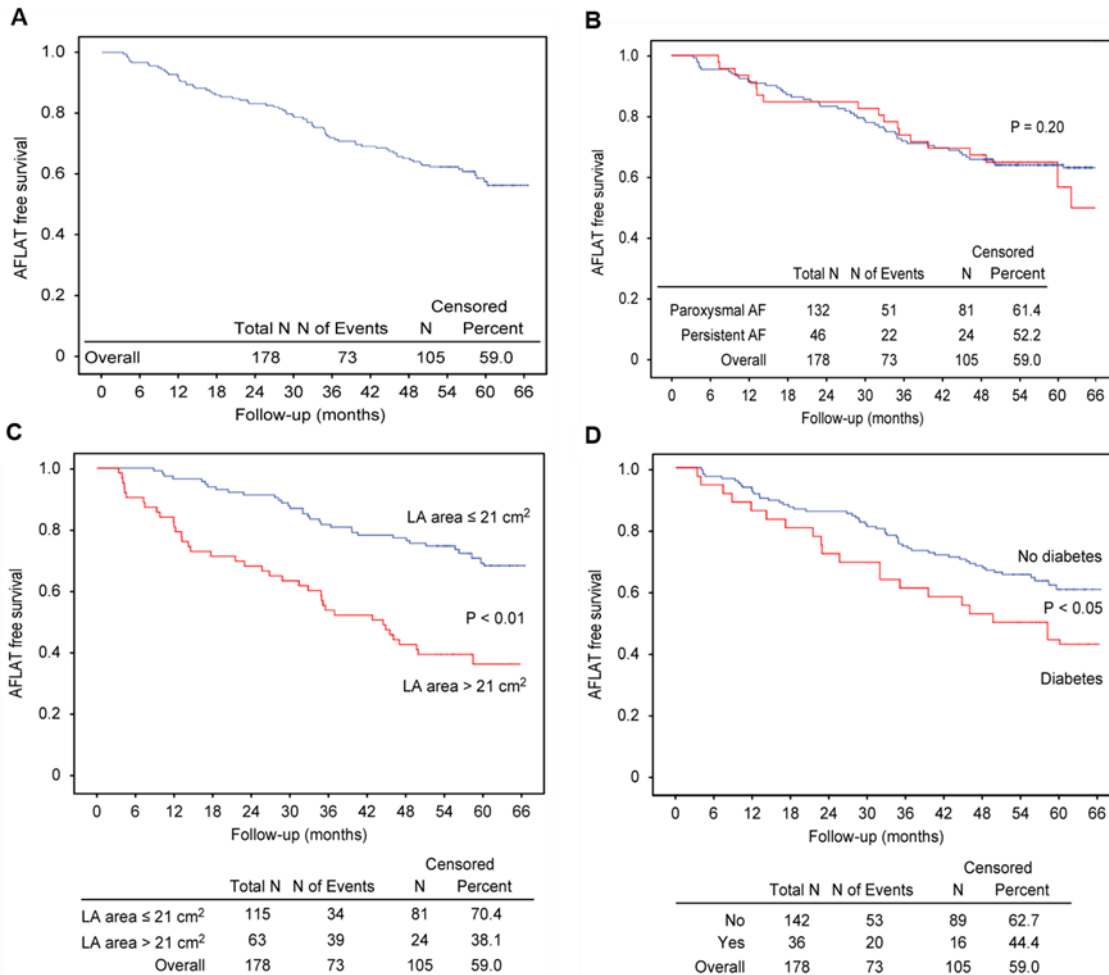 A
AFLAT free survival
1.0
0.8
0.6
0.4
0.2
0
Censored
Total N N of Events N Percent
Overall 178 73 105 59.0
0 6 12 18 24 30 36 42 48 54 60 66
Follow-up (months)
B
AFLAT free survival
1.0
0.8
0.6
0.4
0.2
0
P = 0.20
Censored
Total N N of Events N Percent
Paroxysmal AF 132 51 81 61.4
Persistent AF 46 22 24 52.2
Overall 178 73 105 59.0
0 6 12 18 24 30 36 42 48 54 60 66
Follow-up (months)
C
AFLAT free survival
1.0
0.8
0.6
0.4
0.2
0
LA area ≤ 21 cm²
P < 0.01
LA area > 21 cm²
0 6 12 18 24 30 36 42 48 54 60 66
Follow-up (months)
Censored
Total N N of Events N Percent
LA area ≤ 21 cm² 115 34 81 70.4
LA area > 21 cm² 63 39 24 38.1
Overall 178 73 105 59.0
D
AFLAT free survival
1.0
0.8
0.6
0.4
0.2
0
No diabetes
P < 0.05
Diabetes
0 6 12 18 24 30 36 42 48 54 60 66
Follow-up (months)
Censored
Total N N of Events N Percent
No 142 53 89 62.7
Yes 36 20 16 44.4
Overall 178 73 105 59.0